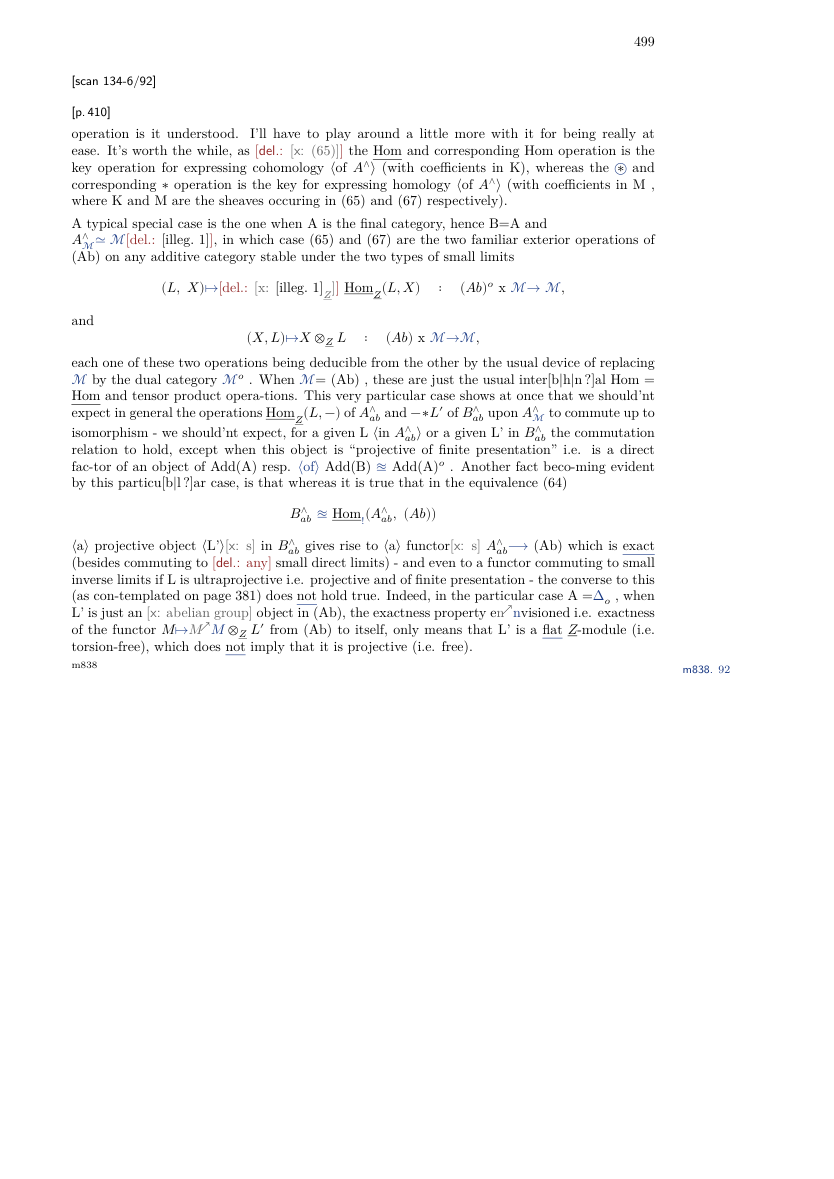 499
[scan 134-6/92]
[p. 410]
operation is it understood. I'll have to play around a little more with it for being really at
ease. It's worth the while, as [del.: [x: (65)]] the Hom and corresponding Hom operation is the
key operation for expressing cohomology ⟨of A^∧⟩ (with coefficients in K), whereas the ⊛ and
corresponding ∗ operation is the key for expressing homology ⟨of A^∧⟩ (with coefficients in M ,
where K and M are the sheaves occuring in (65) and (67) respectively).
A typical special case is the one when A is the final category, hence B=A and
A^∧_ℳ ≃ ℳ[del.: [illeg. 1]], in which case (65) and (67) are the two familiar exterior operations of
(Ab) on any additive category stable under the two types of small limits
(L, X)↦[del.: [x: [illeg. 1]_Z]] Hom_Z(L, X) : (Ab)^o x ℳ→ ℳ,
and
(X, L)↦X ⊗_Z L : (Ab) x ℳ→ℳ,
each one of these two operations being deducible from the other by the usual device of replacing
ℳ by the dual category ℳ^o . When ℳ= (Ab) , these are just the usual inter[b|h|n ?]al Hom =
Hom and tensor product opera-tions. This very particular case shows at once that we should'nt
expect in general the operations Hom_Z(L, −) of A^∧_ab and −∗L′ of B^∧_ab upon A^∧_ℳ to commute up to
isomorphism - we should'nt expect, for a given L ⟨in A^∧_ab⟩ or a given L' in B^∧_ab the commutation
relation to hold, except when this object is “projective of finite presentation” i.e. is a direct
fac-tor of an object of Add(A) resp. ⟨of⟩ Add(B) ≋ Add(A)^o . Another fact beco-ming evident
by this particu[b|l ?]ar case, is that whereas it is true that in the equivalence (64)
B^∧_ab ≋ Hom_!(A^∧_ab, (Ab))
⟨a⟩ projective object ⟨L'⟩[x: s] in B^∧_ab gives rise to ⟨a⟩ functor[x: s] A^∧_ab⟶ (Ab) which is exact
(besides commuting to [del.: any] small direct limits) - and even to a functor commuting to small
inverse limits if L is ultraprojective i.e. projective and of finite presentation - the converse to this
(as con-templated on page 381) does not hold true. Indeed, in the particular case A =Δ_o , when
L' is just an [x: abelian group] object in (Ab), the exactness property en↗nvisioned i.e. exactness
of the functor M↦M↗M ⊗_Z L′ from (Ab) to itself, only means that L' is a flat Z-module (i.e.
torsion-free), which does not imply that it is projective (i.e. free).
m838
m838. 92